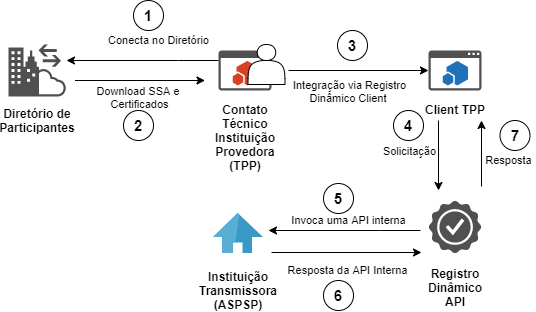 1
Conecta no Diretório
3
Diretório de
Participantes
Download SSA e
Certificados
2
Contato
Técnico
Instituição
Provedora
(TPP)
Integração via Registro
Dinâmico Client
Client TPP
4
Solicitação
7
Resposta
5
Invoca uma API interna
Instituição
Transmissora
(ASPSP)
Resposta da API Interna
6
Registro
Dinâmico
API